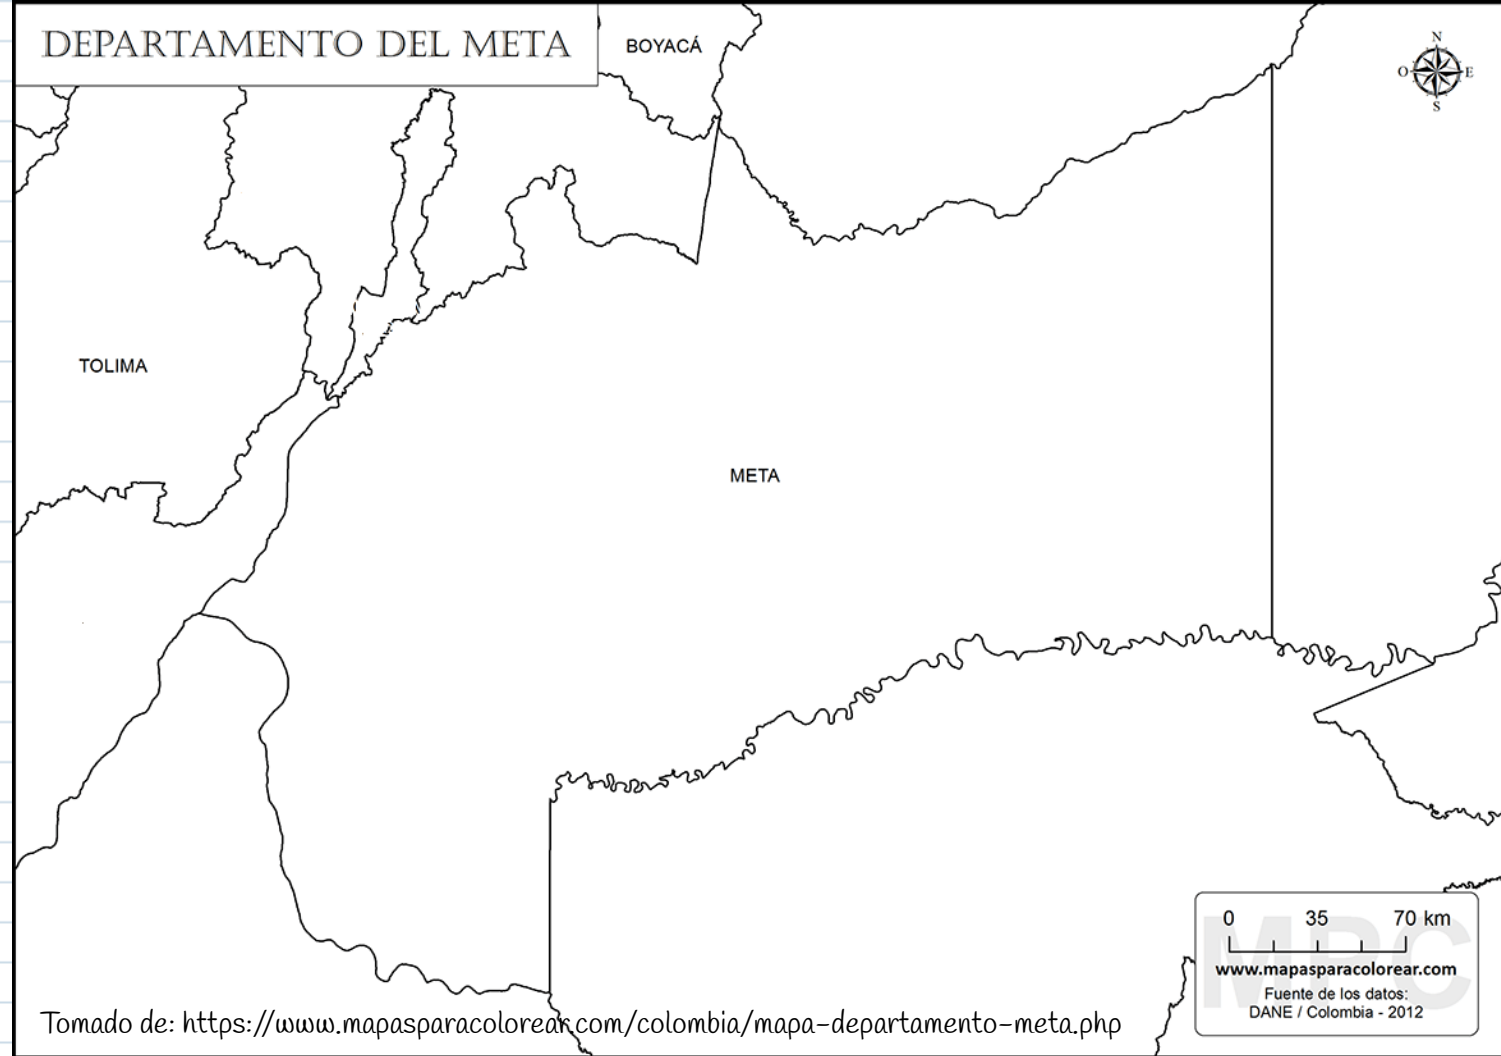 DEPARTAMENTO DEL META
BOYACÁ
N
O E
S
TOLIMA
META
0 35 70 km
MPC
www.mapasparacolorear.com
Fuente de los datos:
DANE / Colombia - 2012
Tomado de: https://www.mapasparacolorear.com/colombia/mapa-departamento-meta.php